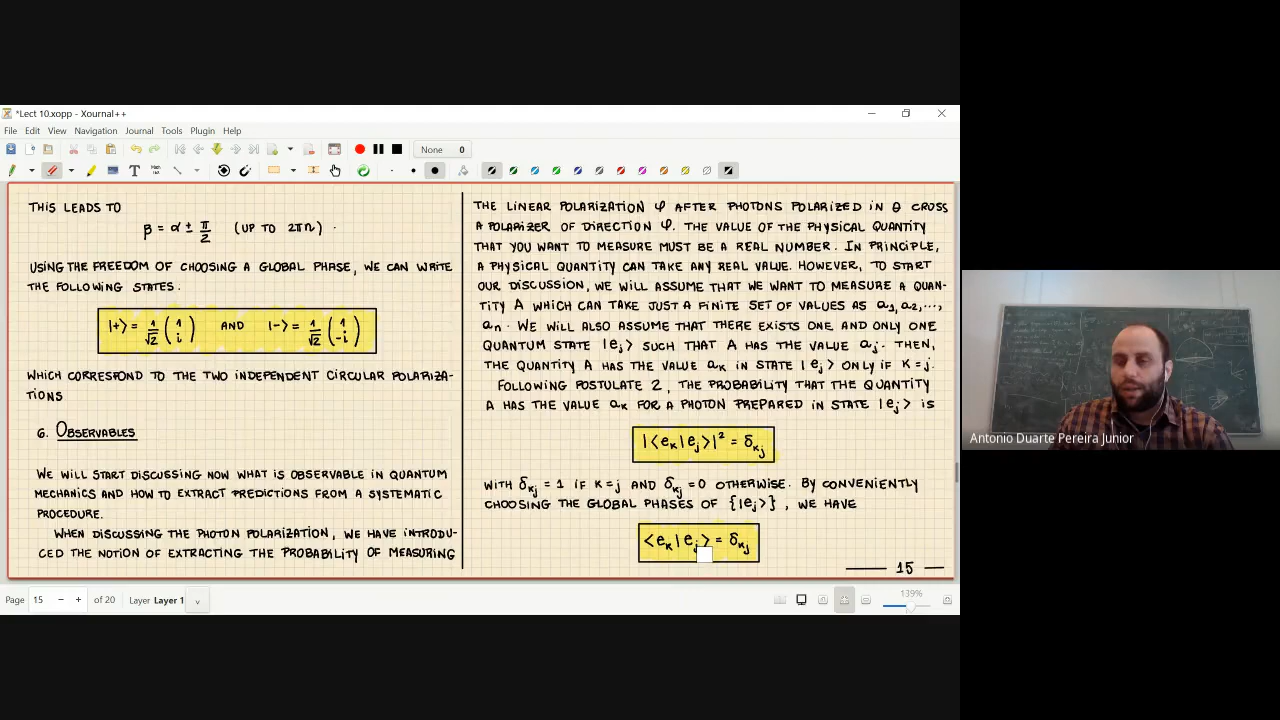 *Lect 10.xopp - Xournal++
File Edit View Navigation Journal Tools Plugin Help
None 0
THIS LEADS TO
β = α ± π/2 (UP TO 2πn) .
USING THE FREEDOM OF CHOOSING A GLOBAL PHASE, WE CAN WRITE
THE FOLLOWING STATES.
|+> = 1/√2 (1 i) AND |-> = 1/√2 (1 -i)
WHICH CORRESPOND TO THE TWO INDEPENDENT CIRCULAR POLARIZA-
TIONS
6. OBSERVABLES
WE WILL START DISCUSSING NOW WHAT IS OBSERVABLE IN QUANTUM
MECHANICS AND HOW TO EXTRACT PREDICTIONS FROM A SYSTEMATIC
PROCEDURE.
WHEN DISCUSSING THE PHOTON POLARIZATION, WE HAVE INTRODU-
CED THE NOTION OF EXTRACTING THE PROBABILITY OF MEASURING
THE LINEAR POLARIZATION φ AFTER PHOTONS POLARIZED IN θ CROSS
A POLARIZER OF DIRECTION φ. THE VALUE OF THE PHYSICAL QUANTITY
THAT YOU WANT TO MEASURE MUST BE A REAL NUMBER. IN PRINCIPLE,
A PHYSICAL QUANTITY CAN TAKE ANY REAL VALUE. HOWEVER, TO START
OUR DISCUSSION, WE WILL ASSUME THAT WE WANT TO MEASURE A QUAN-
TITY A WHICH CAN TAKE JUST A FINITE SET OF VALUES AS a₁,a₂,...,
aₙ. WE WILL ALSO ASSUME THAT THERE EXISTS ONE AND ONLY ONE
QUANTUM STATE |eⱼ> SUCH THAT A HAS THE VALUE aⱼ. THEN,
THE QUANTITY A HAS THE VALUE aₖ IN STATE |eⱼ> ONLY IF K=j.
FOLLOWING POSTULATE 2, THE PROBABILITY THAT THE QUANTITY
A HAS THE VALUE aₖ FOR A PHOTON PREPARED IN STATE |eⱼ> IS
|<eₖ|eⱼ>|² = δₖⱼ
WITH δₖⱼ = 1 IF K=j AND δₖⱼ=0 OTHERWISE. BY CONVENIENTLY
CHOOSING THE GLOBAL PHASES OF {|eⱼ>}, WE HAVE
<eₖ|eⱼ> = δₖⱼ
15
Page 15 of 20 Layer Layer 1 139%
Antonio Duarte Pereira Junior